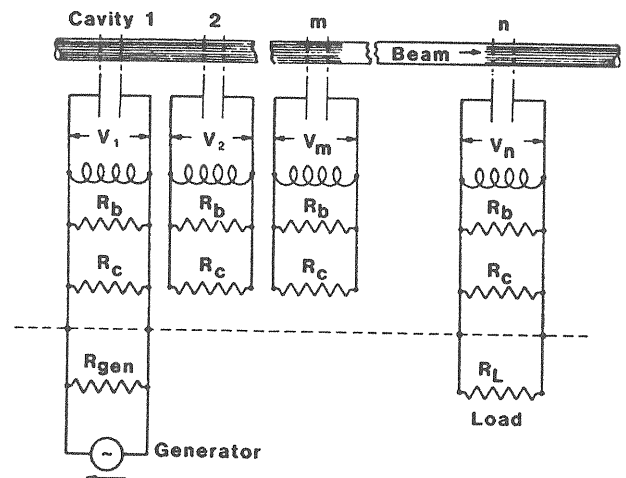 Cavity 1 2 m n
Beam
V1 V2 Vm Vn
Rb Rb Rb Rb
Rc Rc Rc Rc
Rgen RL
Load
~ Generator